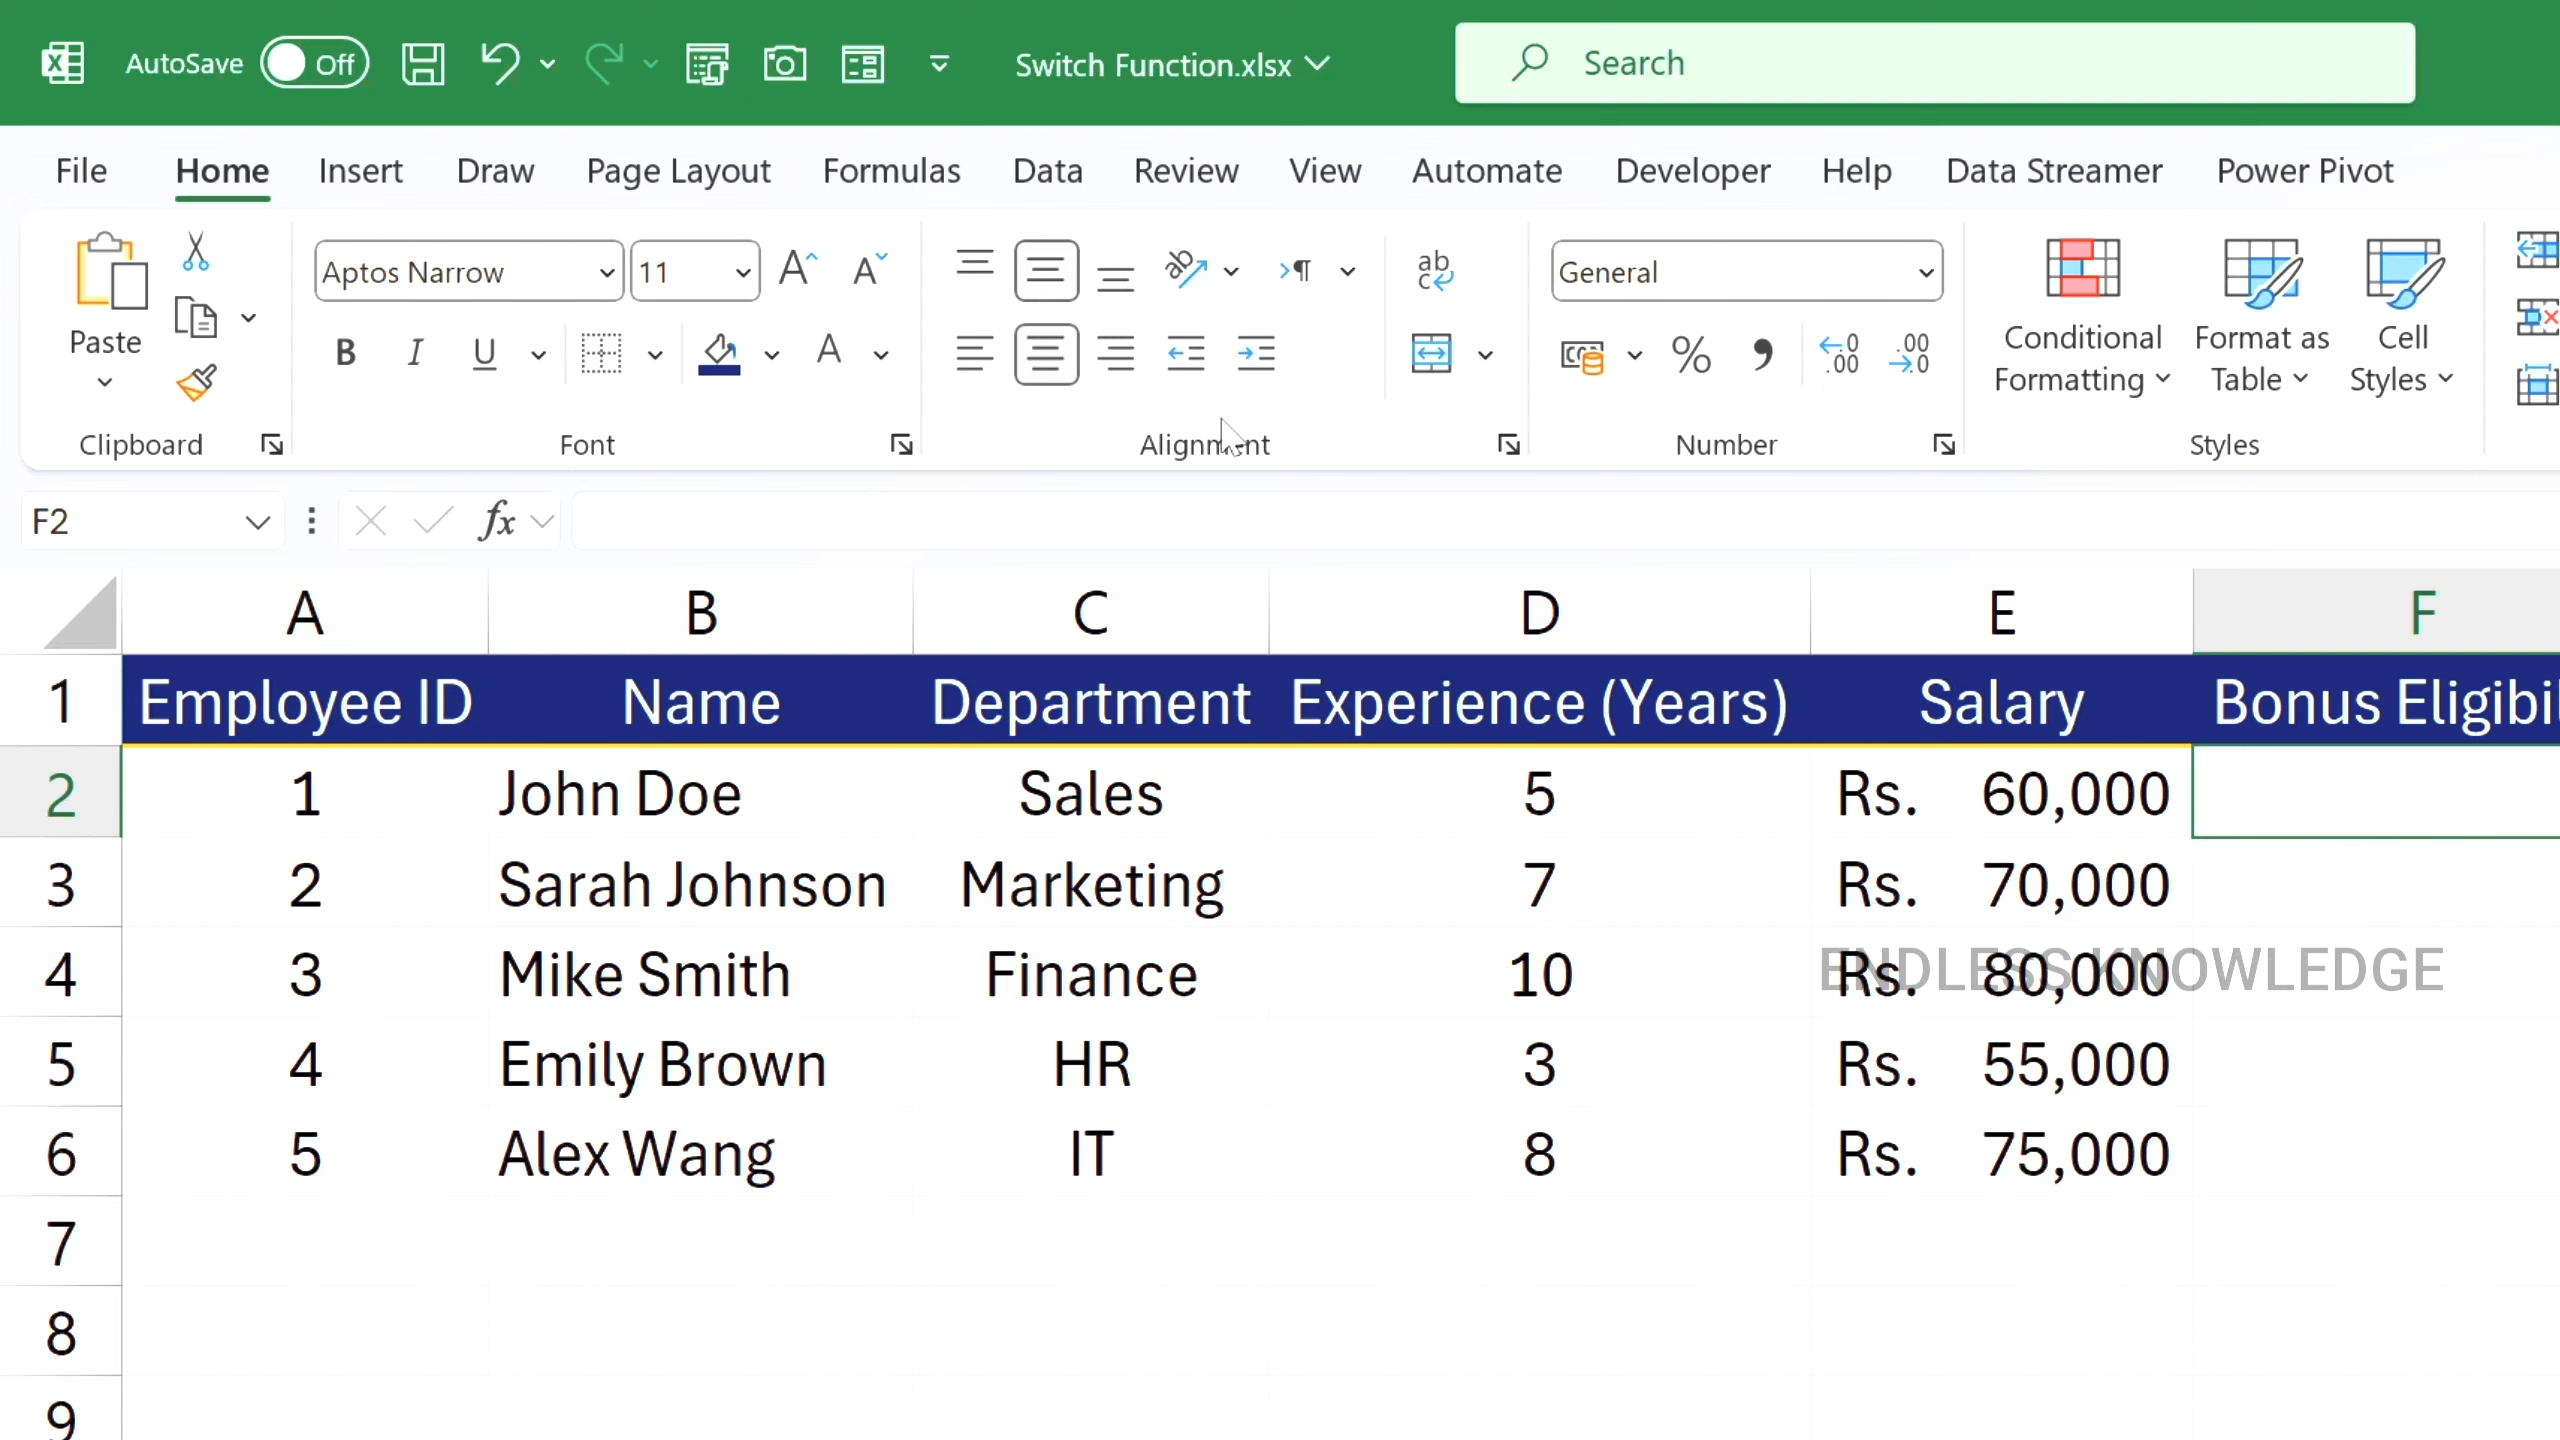 AutoSave Off Switch Function.xlsx Search
File Home Insert Draw Page Layout Formulas Data Review View Automate Developer Help Data Streamer Power Pivot
Paste
Aptos Narrow 11
B I U A
ab
c
General
% ,
Conditional Formatting
Format as Table
Cell Styles
Clipboard Font Alignment Number Styles
F2 fx
A B C D E F
1 Employee ID Name Department Experience (Years) Salary Bonus
2 1 John Doe Sales 5 Rs. 60,000
3 2 Sarah Johnson Marketing 7 Rs. 70,000
4 3 Mike Smith Finance 10 Rs. 80,000
ENDLESS KNOWLEDGE
5 4 Emily Brown HR 3 Rs. 55,000
6 5 Alex Wang IT 8 Rs. 75,000
7
8
9